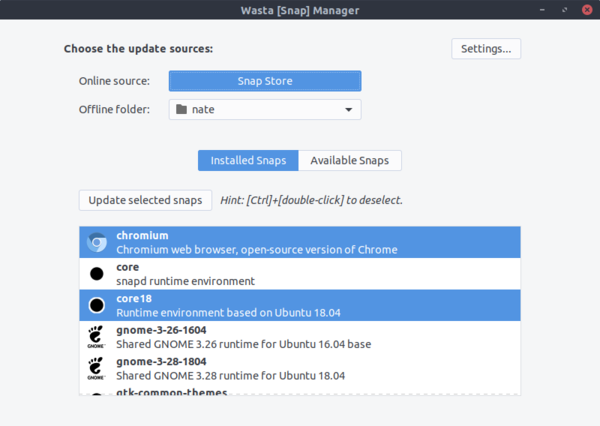 Wasta [Snap] Manager
Choose the update sources:
Settings...
Online source:
Snap Store
Offline folder:
nate
Installed Snaps
Available Snaps
Update selected snaps
Hint: [Ctrl]+[double-click] to deselect.
chromium
Chromium web browser, open-source version of Chrome
core
snapd runtime environment
core18
Runtime environment based on Ubuntu 18.04
GNOME
gnome-3-26-1604
Shared GNOME 3.26 runtime for Ubuntu 16.04 base
GNOME
gnome-3-28-1804
Shared GNOME 3.28 runtime for Ubuntu 18.04
gtk-common-themes